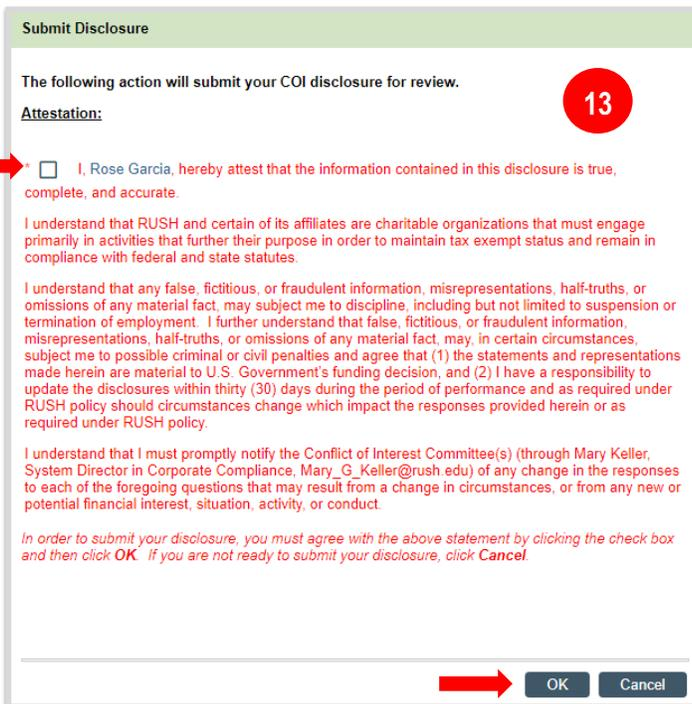 Submit Disclosure
The following action will submit your COI disclosure for review.
13
Attestation:
* I, Rose Garcia, hereby attest that the information contained in this disclosure is true,
complete, and accurate.
I understand that RUSH and certain of its affiliates are charitable organizations that must engage
primarily in activities that further their purpose in order to maintain tax exempt status and remain in
compliance with federal and state statutes.
I understand that any false, fictitious, or fraudulent information, misrepresentations, half-truths, or
omissions of any material fact, may subject me to discipline, including but not limited to suspension or
termination of employment. I further understand that false, fictitious, or fraudulent information,
misrepresentations, half-truths, or omissions of any material fact, may, in certain circumstances,
subject me to possible criminal or civil penalties and agree that (1) the statements and representations
made herein are material to U.S. Government's funding decision, and (2) I have a responsibility to
update the disclosures within thirty (30) days during the period of performance and as required under
RUSH policy should circumstances change which impact the responses provided herein or as
required under RUSH policy.
I understand that I must promptly notify the Conflict of Interest Committee(s) (through Mary Keller,
System Director in Corporate Compliance, Mary_G_Keller@rush.edu) of any change in the responses
to each of the foregoing questions that may result from a change in circumstances, or from any new or
potential financial interest, situation, activity, or conduct.
In order to submit your disclosure, you must agree with the above statement by clicking the check box
and then click OK. If you are not ready to submit your disclosure, click Cancel.
OK Cancel